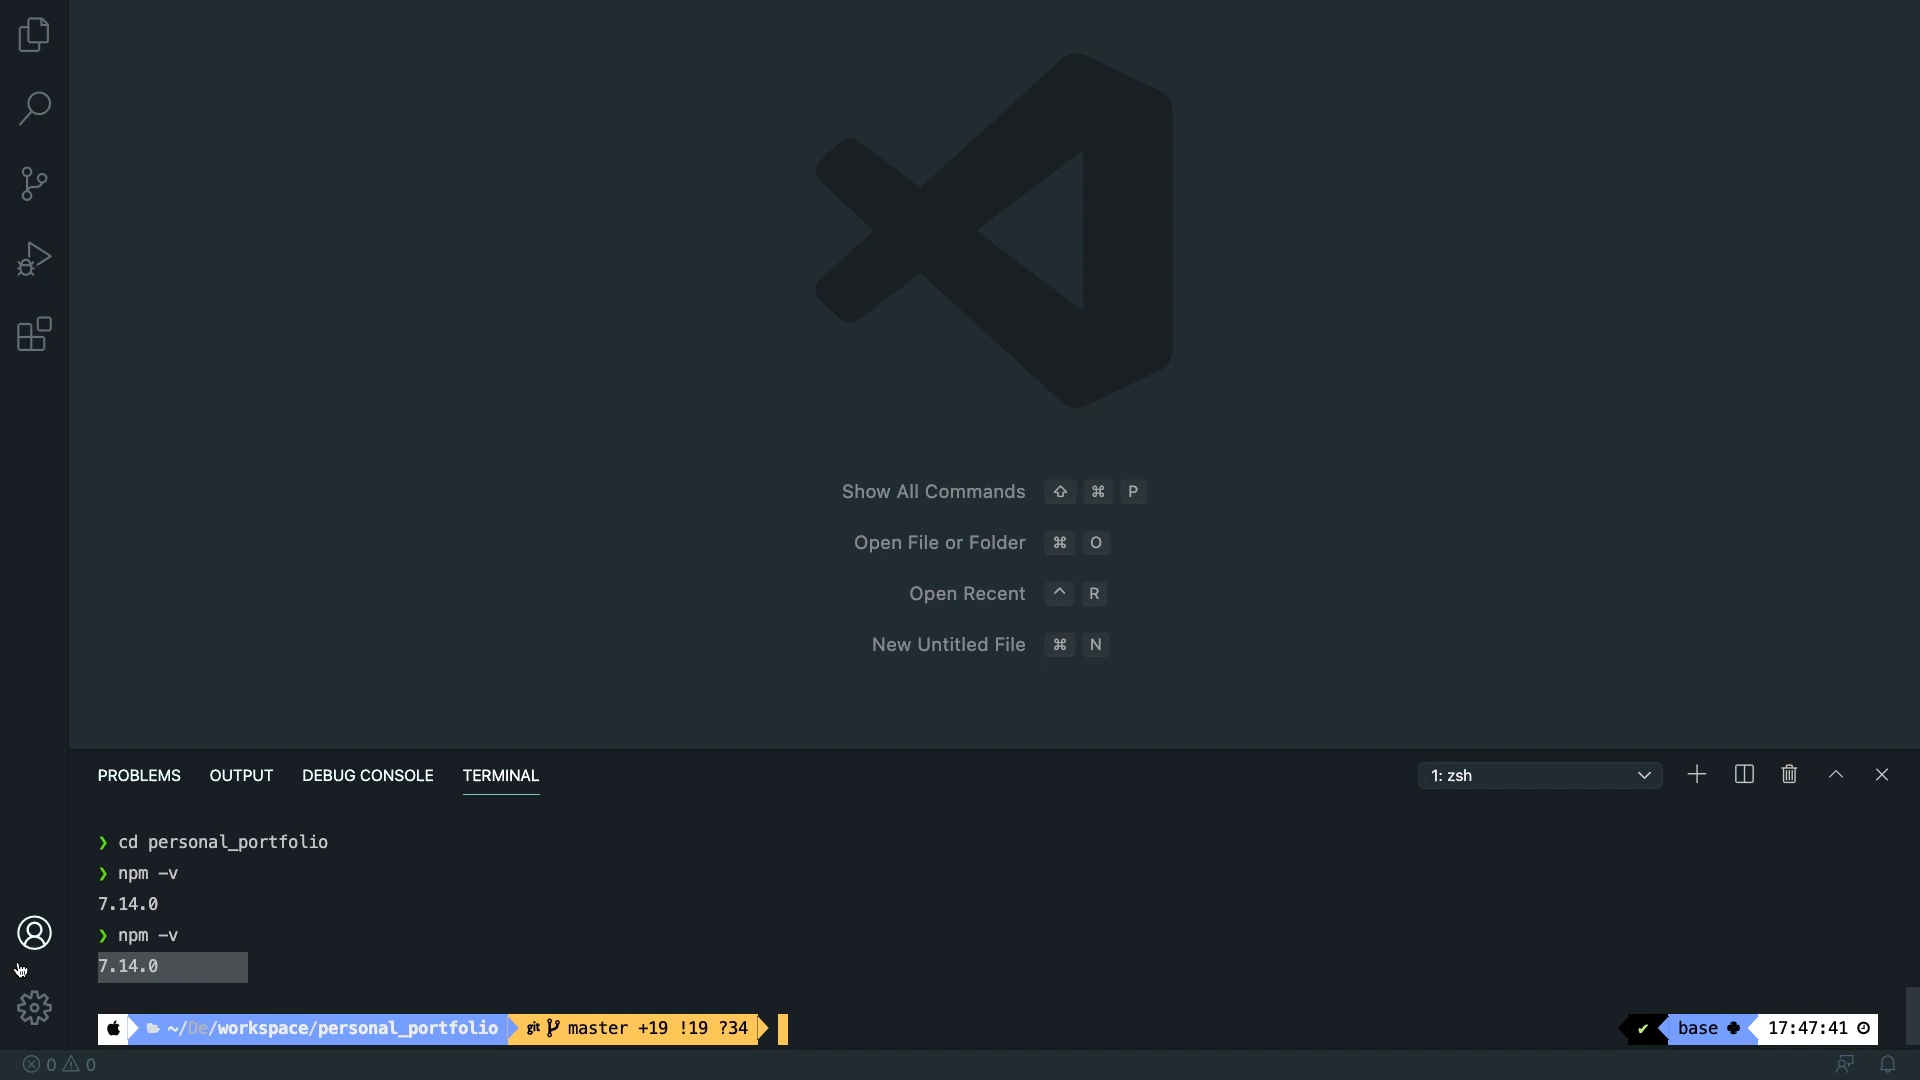 Show All Commands ⇧ ⌘ P
Open File or Folder ⌘ O
Open Recent ^ R
New Untitled File ⌘ N
PROBLEMS OUTPUT DEBUG CONSOLE TERMINAL 1: zsh
❯ cd personal_portfolio
❯ npm -v
7.14.0
❯ npm -v
7.14.0
~/De/workspace/personal_portfolio git master +19 !19 ?34 ✔ base 17:47:41
0 0